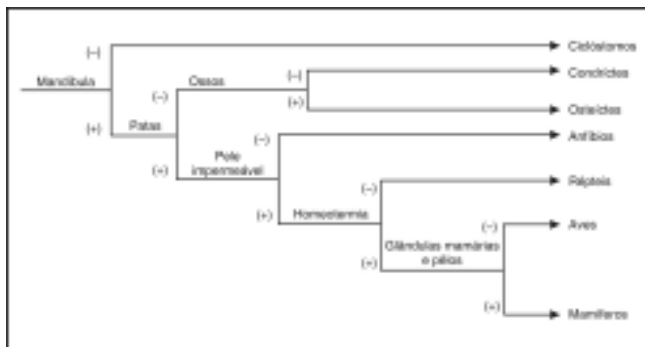 (–)
Ciclóstomos
Mandíbula
Ossos
(–)
Condrictes
(–)
(+)
Osteíctes
(+)
Patas
(–)
Anfíbios
(+)
Pele
impermeável
(–)
Répteis
(+)
Homeotermia
(–)
Aves
Glândulas mamárias
e pêlos
(+)
(+)
Mamíferos